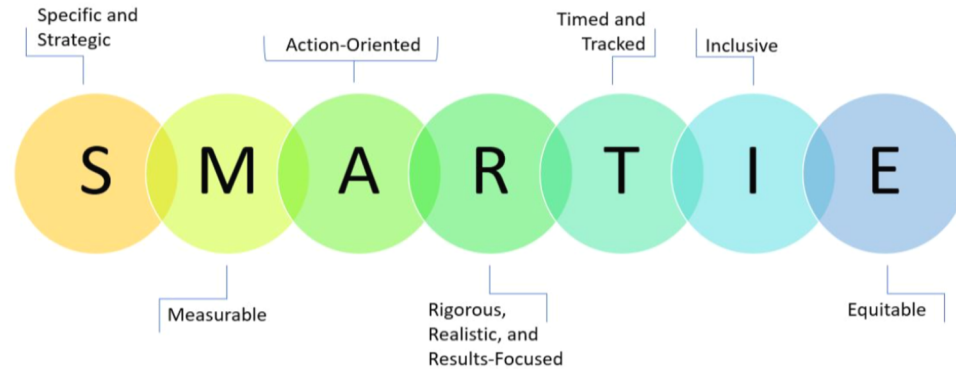 Specific and
Strategic
Action-Oriented
Timed and
Tracked
Inclusive
S M A R T I E
Measurable
Rigorous,
Realistic, and
Results-Focused
Equitable